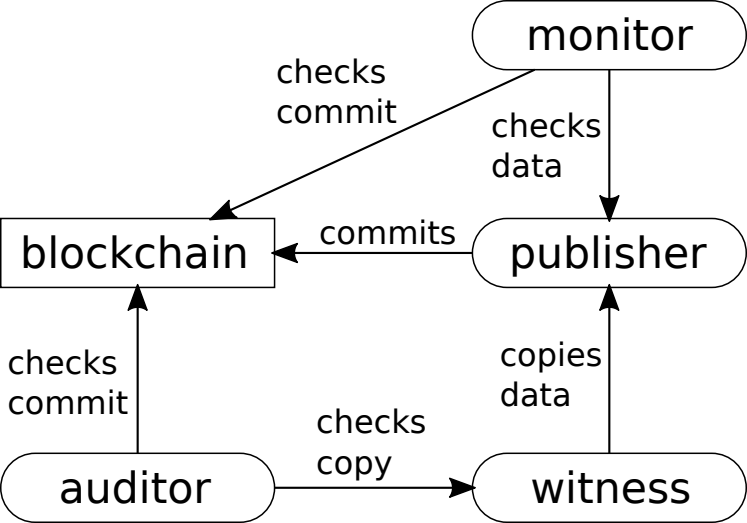 monitor
checks
commit
checks
data
blockchain
commits
publisher
checks
commit
copies
data
checks
copy
auditor
witness